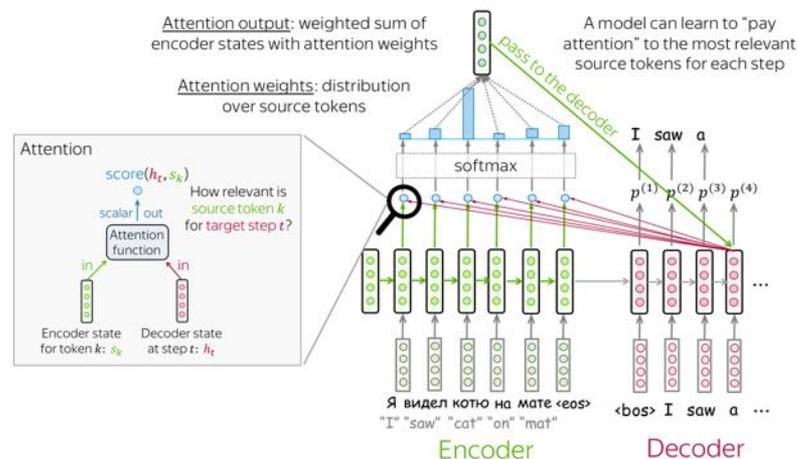 Attention output: weighted sum of
encoder states with attention weights
A model can learn to “pay
attention” to the most relevant
source tokens for each step
Attention weights: distribution
over source tokens
pass to the decoder
Attention
score(hₜ, sₖ)
scalar out
How relevant is
source token k
for target step t?
Attention
function
in
in
Encoder state
for token k: sₖ
Decoder state
at step t: hₜ
softmax
I saw a
p⁽¹⁾ p⁽²⁾ p⁽³⁾ p⁽⁴⁾
...
Я видел котю на мате <eos>
"I" "saw" "cat" "on" "mat"
<bos> I saw a ...
Encoder
Decoder